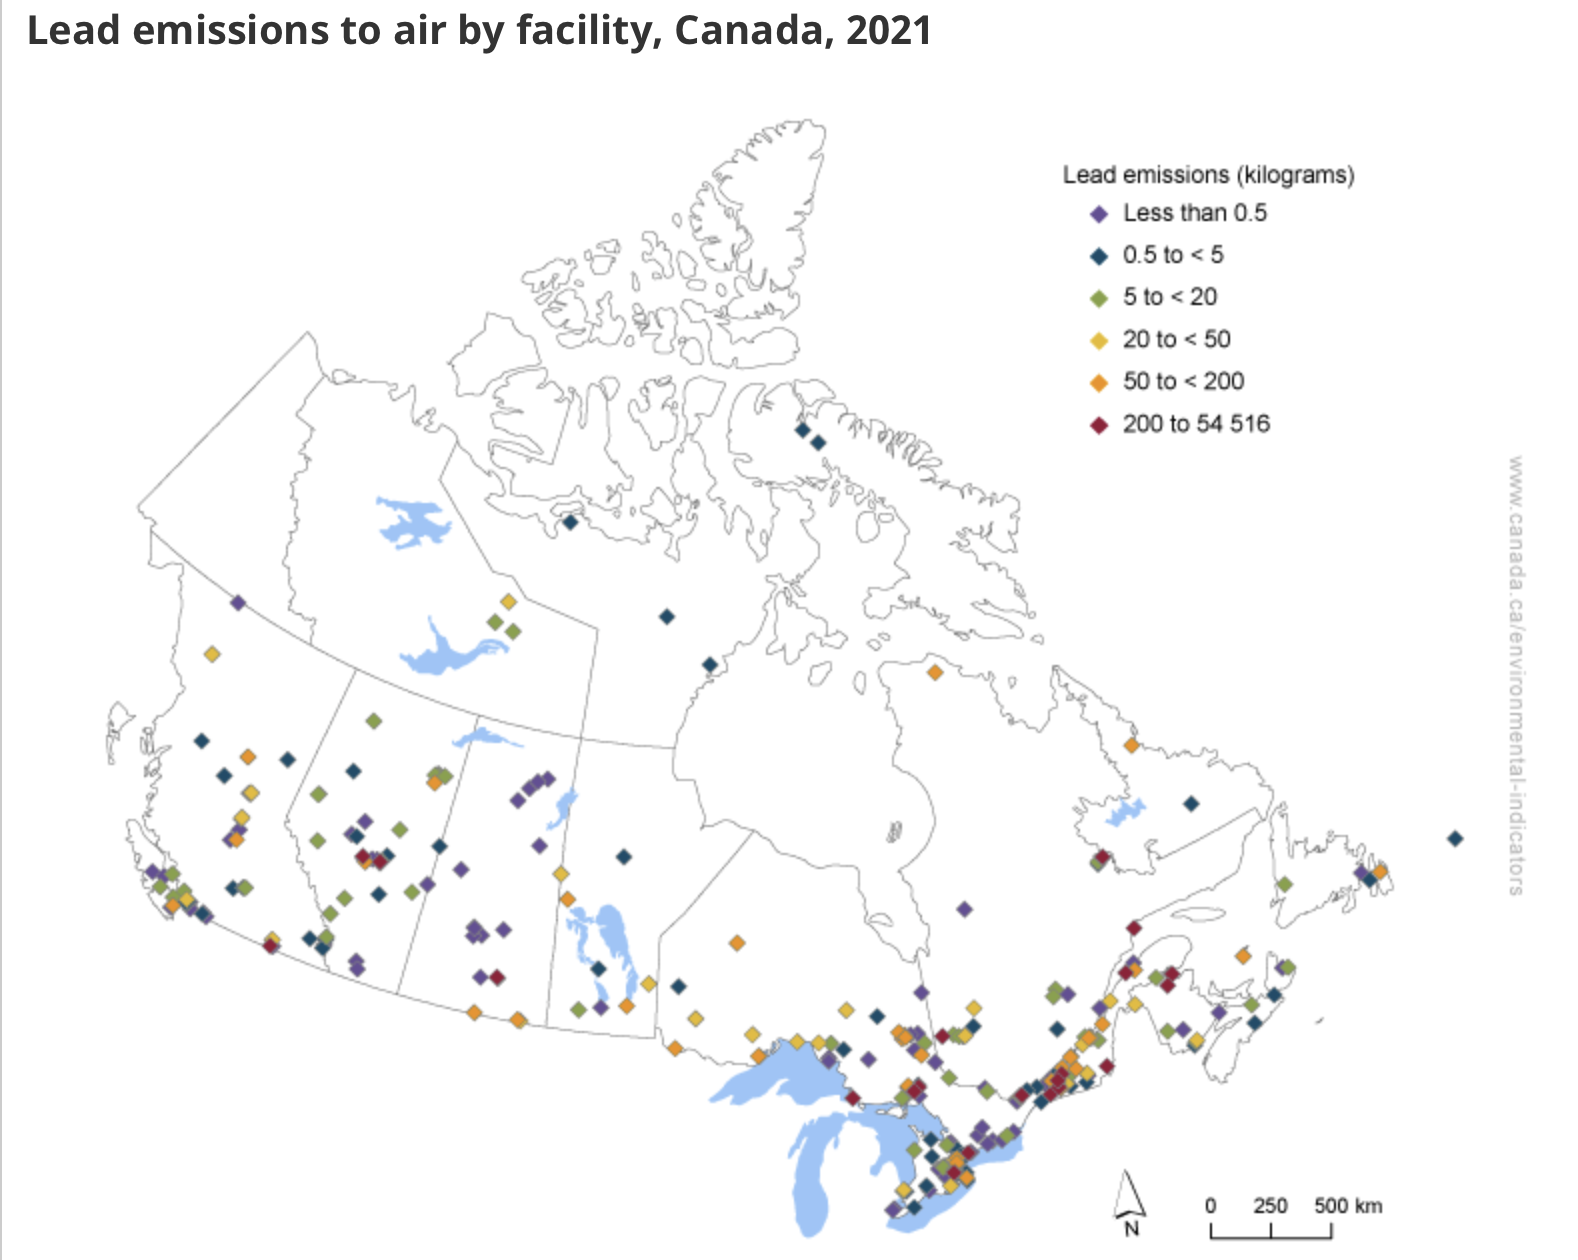 Lead emissions to air by facility, Canada, 2021
Lead emissions (kilograms)
Less than 0.5
0.5 to < 5
5 to < 20
20 to < 50
50 to < 200
200 to 54 516
www.canada.ca/environmental-indicators
N
0 250 500 km